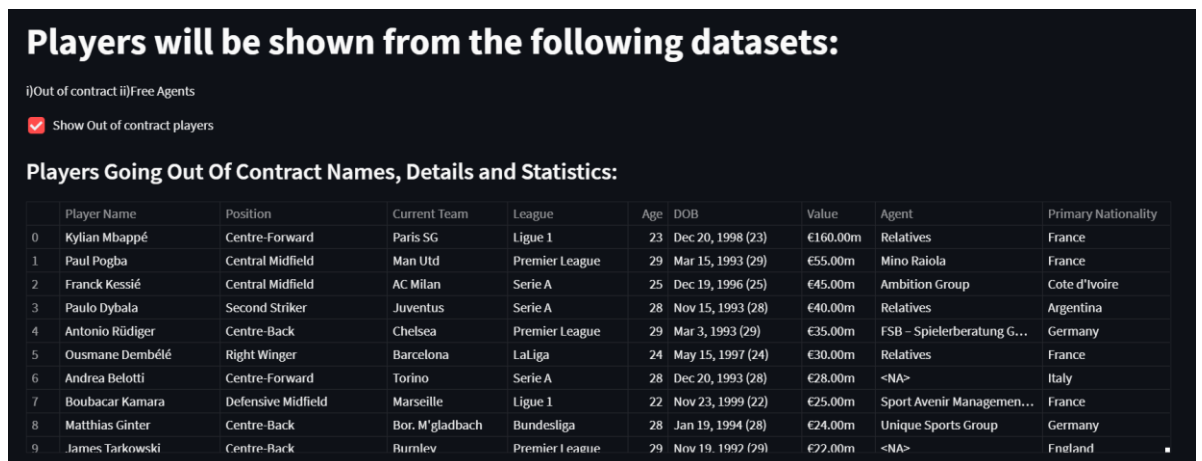 Players will be shown from the following datasets:
i)Out of contract ii)Free Agents
Show Out of contract players
Players Going Out Of Contract Names, Details and Statistics:
Player Name Position Current Team League Age DOB Value Agent Primary Nationality
0 Kylian Mbappé Centre-Forward Paris SG Ligue 1 23 Dec 20, 1998 (23) €160.00m Relatives France
1 Paul Pogba Central Midfield Man Utd Premier League 29 Mar 15, 1993 (29) €55.00m Mino Raiola France
2 Franck Kessié Central Midfield AC Milan Serie A 25 Dec 19, 1996 (25) €45.00m Ambition Group Cote d'Ivoire
3 Paulo Dybala Second Striker Juventus Serie A 28 Nov 15, 1993 (28) €40.00m Relatives Argentina
4 Antonio Rüdiger Centre-Back Chelsea Premier League 29 Mar 3, 1993 (29) €35.00m FSB – Spielerberatung G... Germany
5 Ousmane Dembélé Right Winger Barcelona LaLiga 24 May 15, 1997 (24) €30.00m Relatives France
6 Andrea Belotti Centre-Forward Torino Serie A 28 Dec 20, 1993 (28) €28.00m <NA> Italy
7 Boubacar Kamara Defensive Midfield Marseille Ligue 1 22 Nov 23, 1999 (22) €25.00m Sport Avenir Managemen... France
8 Matthias Ginter Centre-Back Bor. M'gladbach Bundesliga 28 Jan 19, 1994 (28) €24.00m Unique Sports Group Germany
9 James Tarkowski Centre-Back Burnley Premier League 29 Nov 19, 1992 (29) €22.00m <NA> England